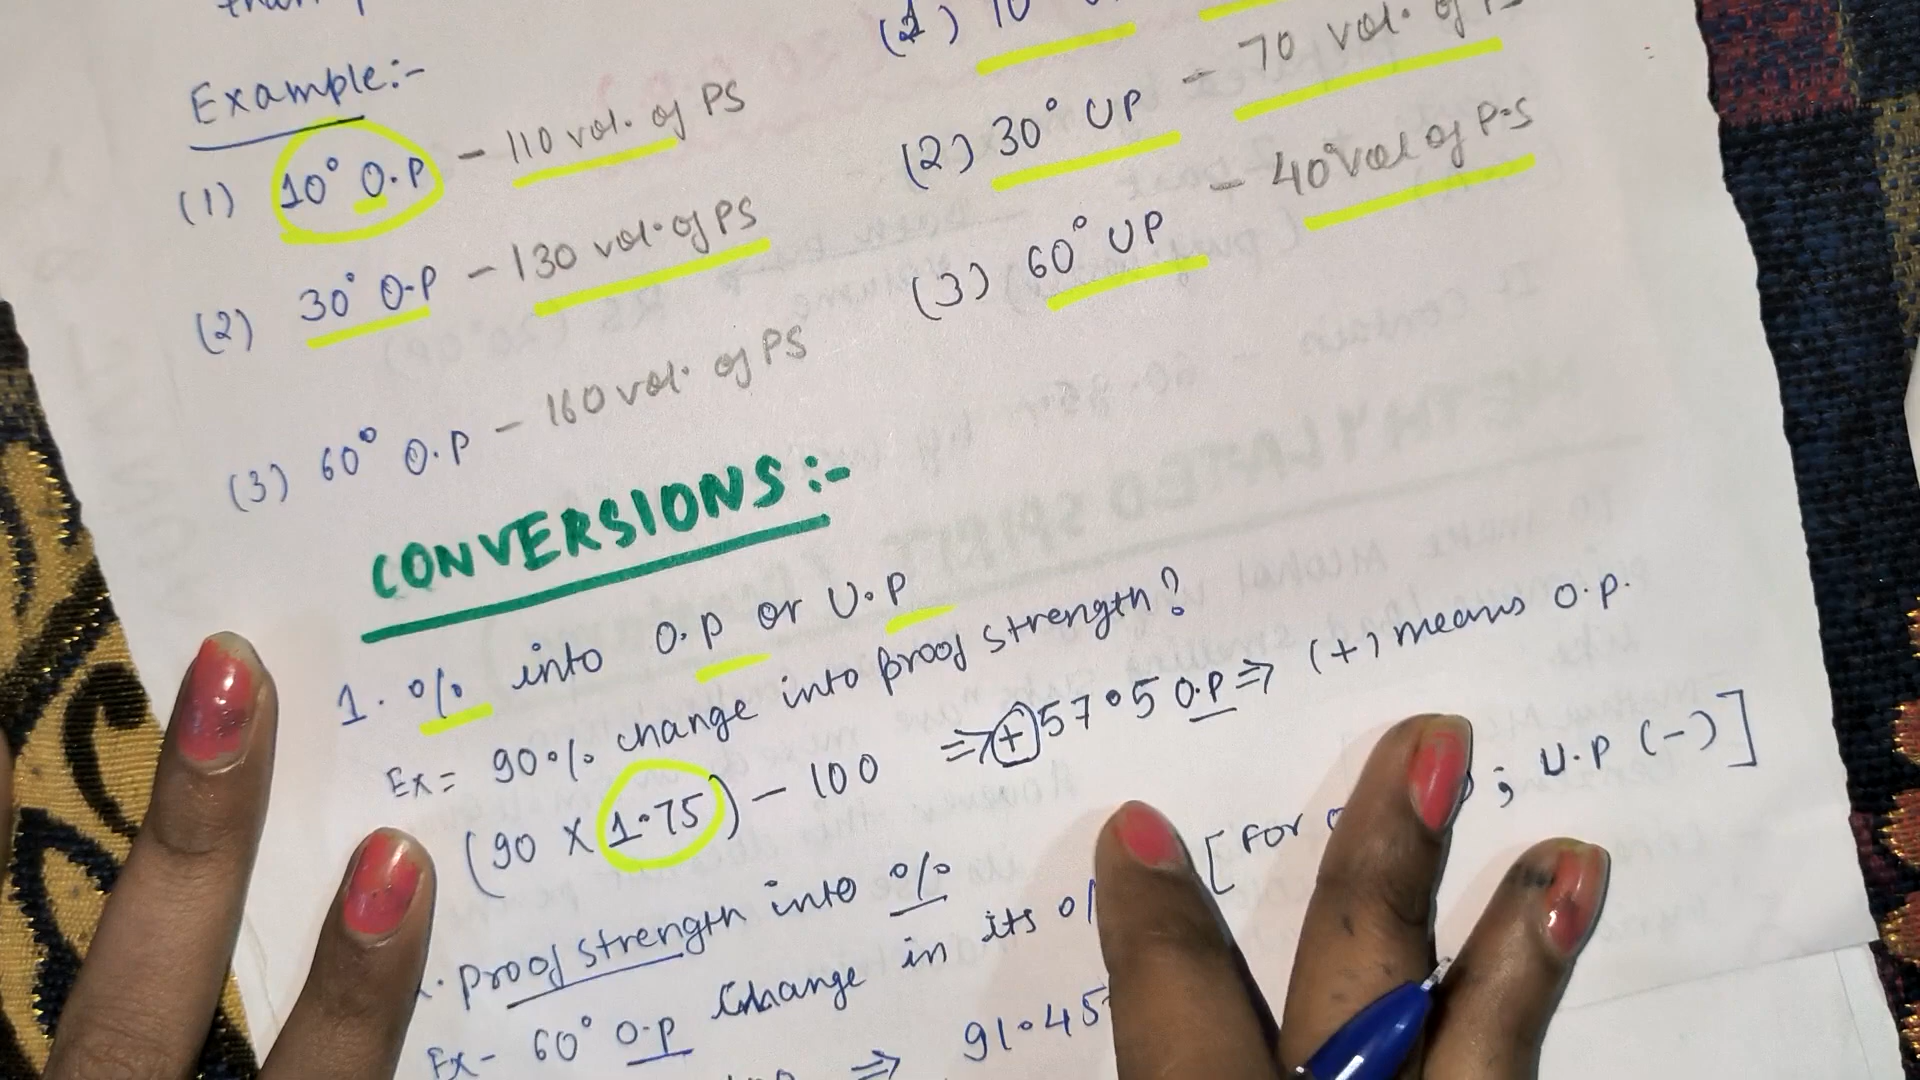 Example:-
(1) 10° O.P - 110 vol. of PS
(2) 30° O.P - 130 vol. of PS
(3) 60° O.P - 160 vol. of PS
(1) 10
(2) 30° UP - 70 vol. of
(3) 60° UP - 40 vol of P.S
CONVERSIONS:-
1. % into O.P or U.P
Ex = 90% change into proof strength?
(90 × 1.75) - 100 ⇒ +57.5 O.P ⇒ (+) means O.P.
[For ; U.P (-)]
. proof strength into %
Ex - 60° O.P Change in its
⇒ 91.45